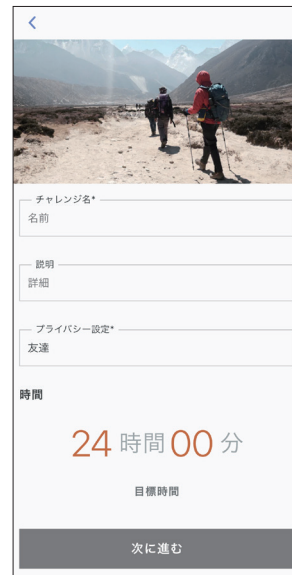 チャレンジ名*
名前
説明
詳細
プライバシー設定*
友達
時間
24 時間 00 分
目標時間
次に進む